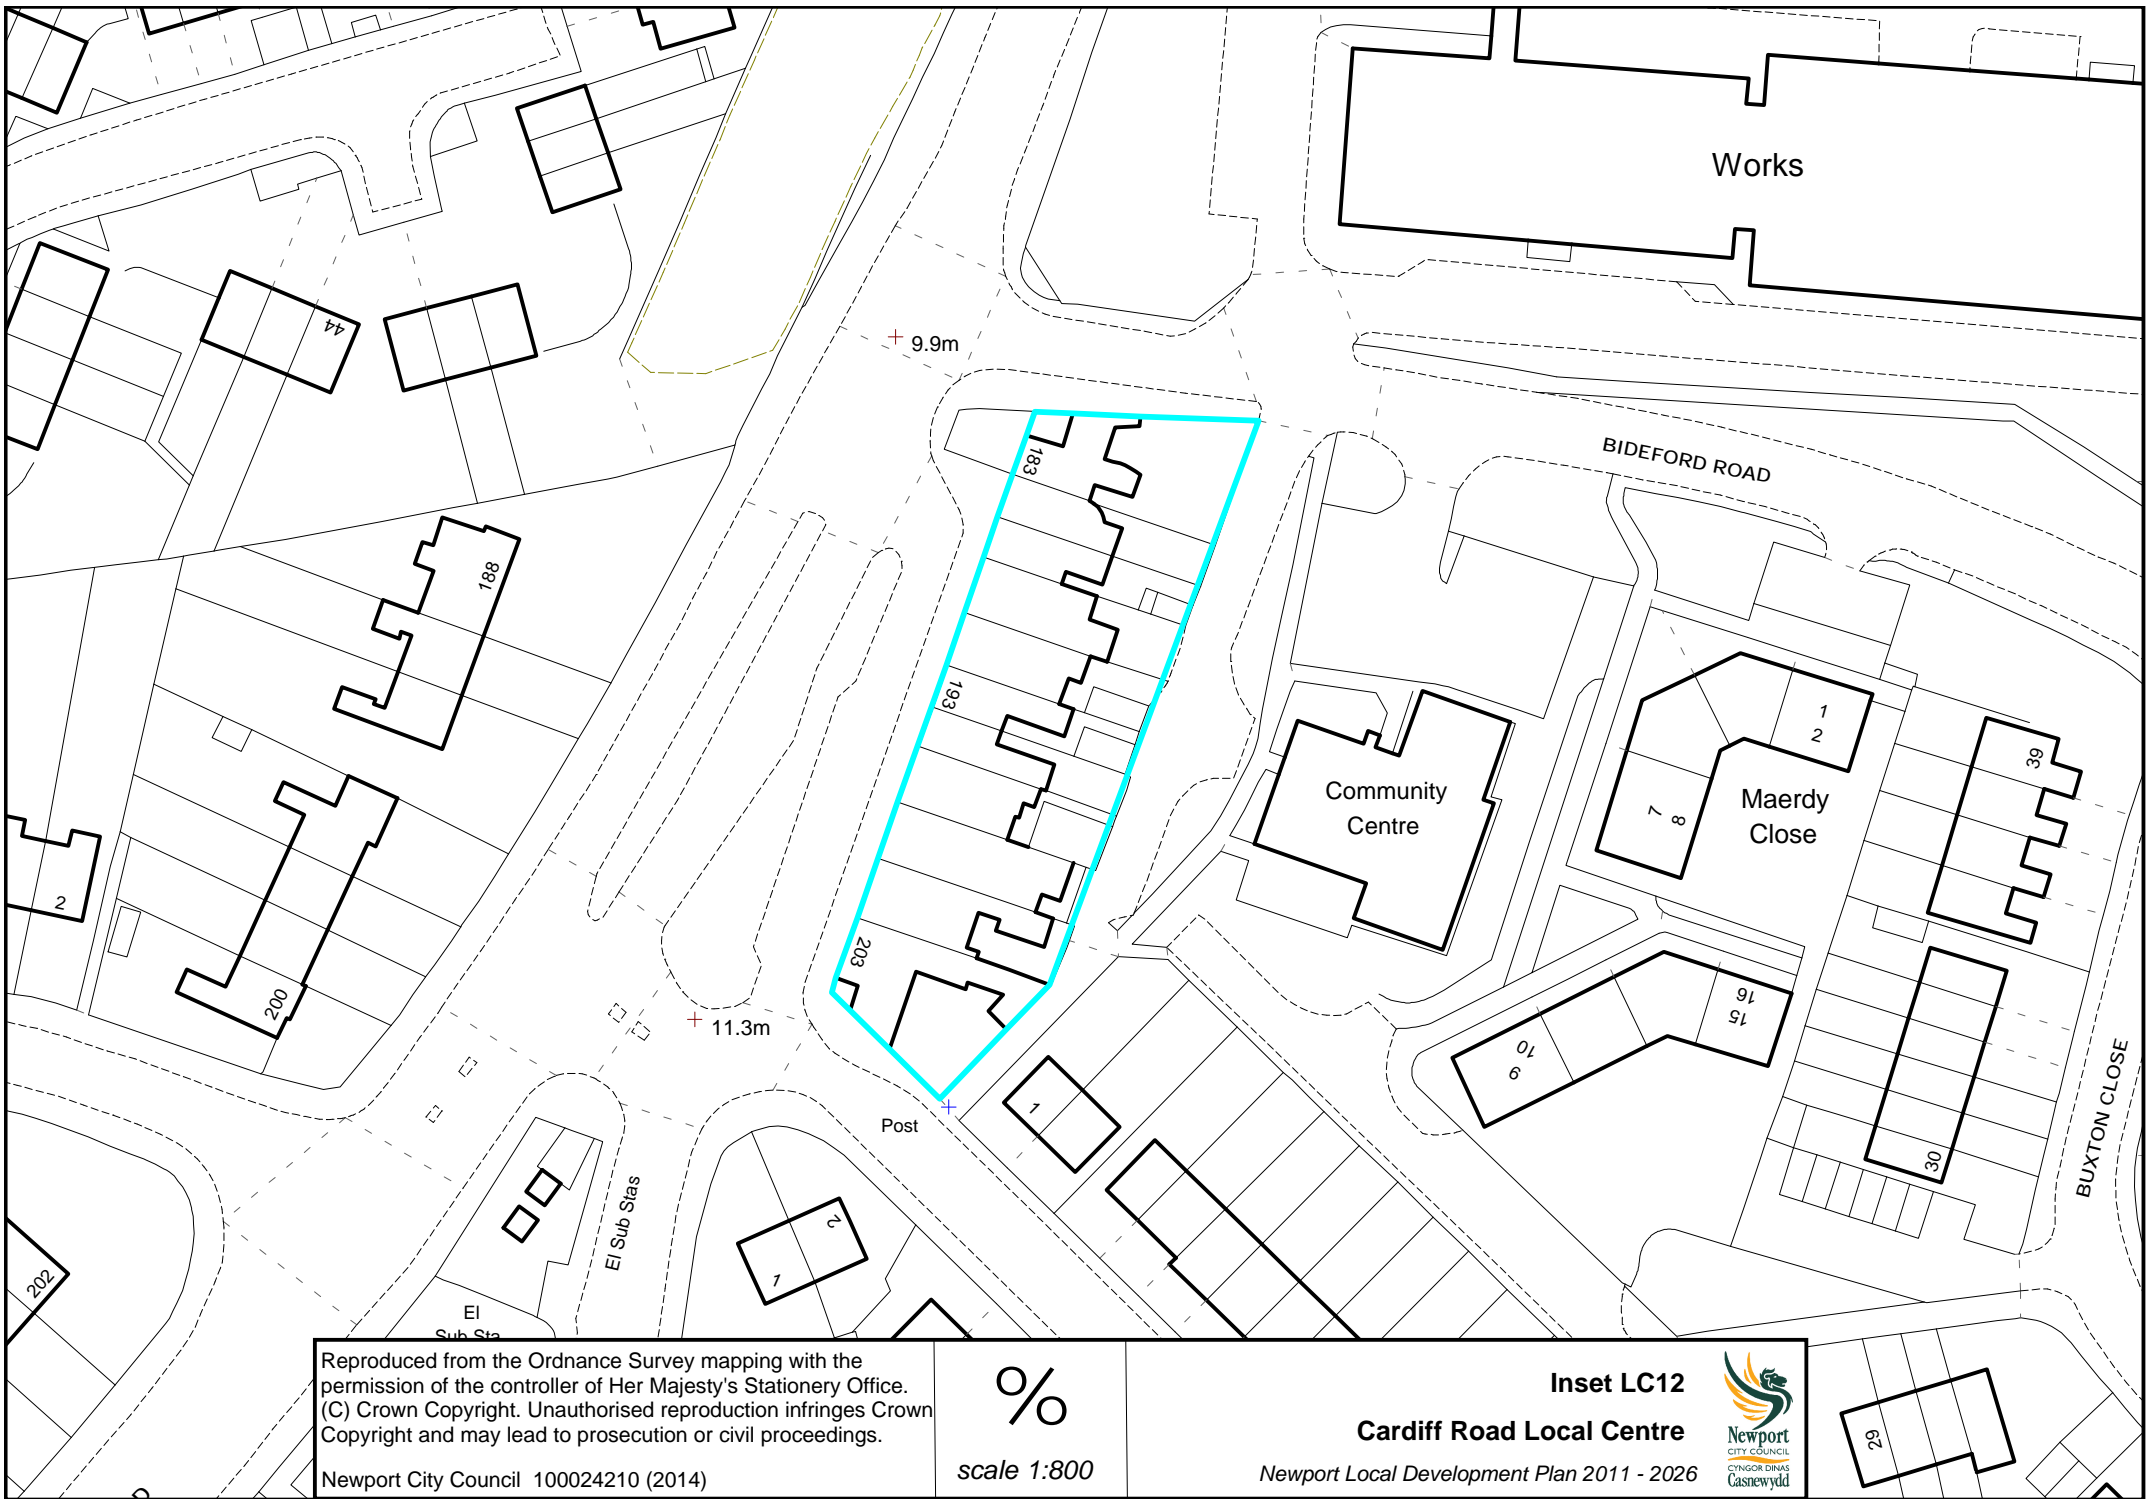 Works
44
9.9m
183
BIDEFORD ROAD
188
193
1
2
39
7
8
Maerdy
Close
Community
Centre
2
203
200
11.3m
16
15
10
9
1
Post
BUXTON CLOSE
30
El Sub Stas
2
1
202
El
Sub Sta
29
Reproduced from the Ordnance Survey mapping with the
permission of the controller of Her Majesty's Stationery Office.
(C) Crown Copyright. Unauthorised reproduction infringes Crown
Copyright and may lead to prosecution or civil proceedings.
Newport City Council 100024210 (2014)
%
scale 1:800
Inset LC12
Cardiff Road Local Centre
Newport Local Development Plan 2011 - 2026
Newport
CITY COUNCIL
CYNGOR DINAS
Casnewydd